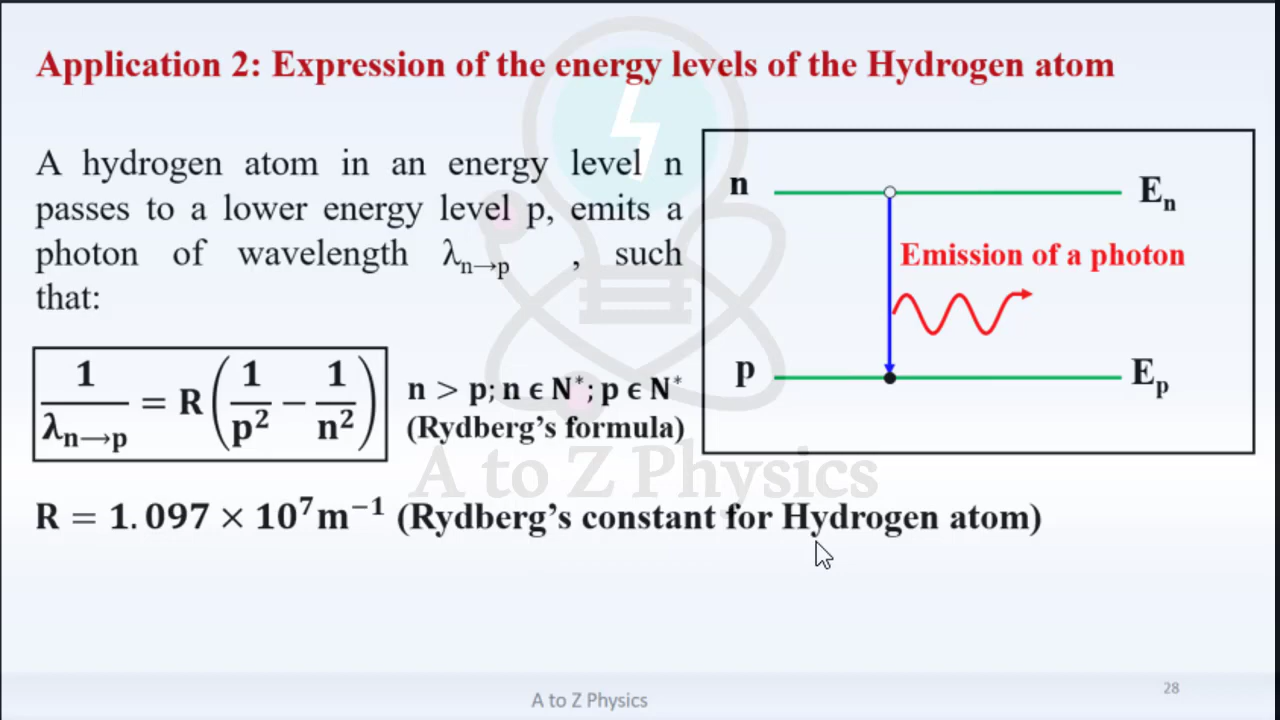 Application 2: Expression of the energy levels of the Hydrogen atom
A hydrogen atom in an energy level n
passes to a lower energy level p, emits a
photon of wavelength λₙ→ₚ , such
that:
1/λₙ→ₚ = R(1/p² − 1/n²)
n > p; n ϵ N*; p ϵ N*
(Rydberg's formula)
n Eₙ
Emission of a photon
p Eₚ
A to Z Physics
R = 1.097 × 10⁷m⁻¹ (Rydberg's constant for Hydrogen atom)
A to Z Physics
28